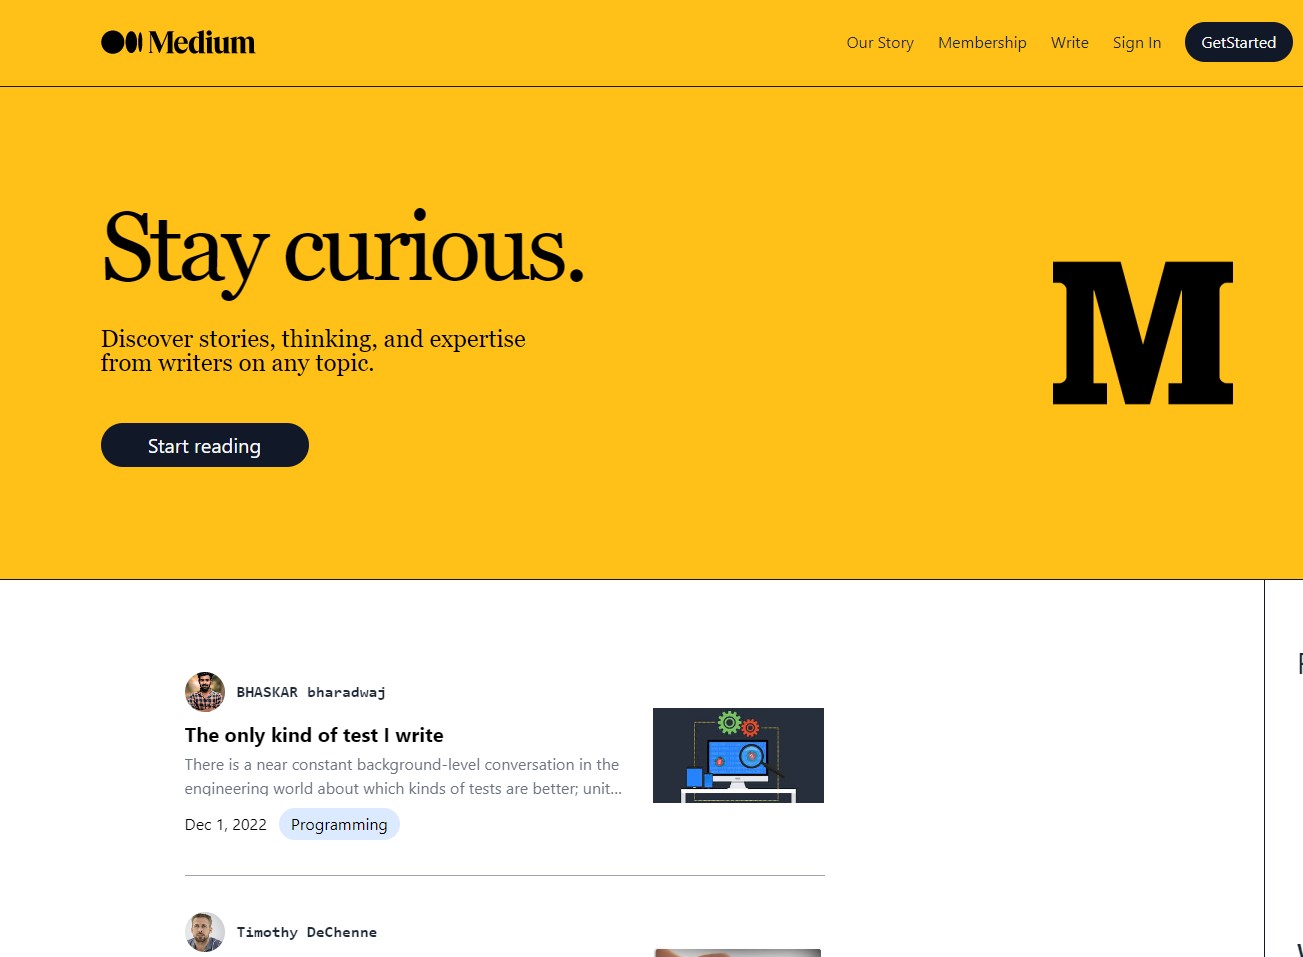 Medium
Our Story Membership Write Sign In GetStarted
Stay curious.
Discover stories, thinking, and expertise
from writers on any topic.
M
Start reading
BHASKAR bharadwaj
The only kind of test I write
There is a near constant background-level conversation in the
engineering world about which kinds of tests are better; unit...
Dec 1, 2022 Programming
Timothy DeChenne